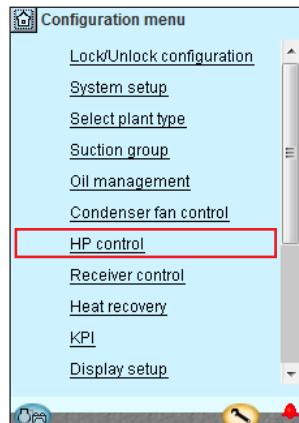 Configuration menu
Lock/Unlock configuration
System setup
Select plant type
Suction group
Oil management
Condenser fan control
HP control
Receiver control
Heat recovery
KPI
Display setup